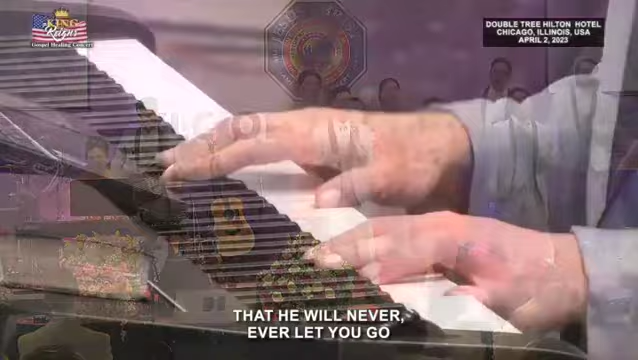 KING
Reigns
Gospel Healing Concert
DOUBLE TREE HILTON HOTEL
CHICAGO, ILLINOIS, USA
APRIL 2, 2023
THAT HE WILL NEVER,
EVER LET YOU GO